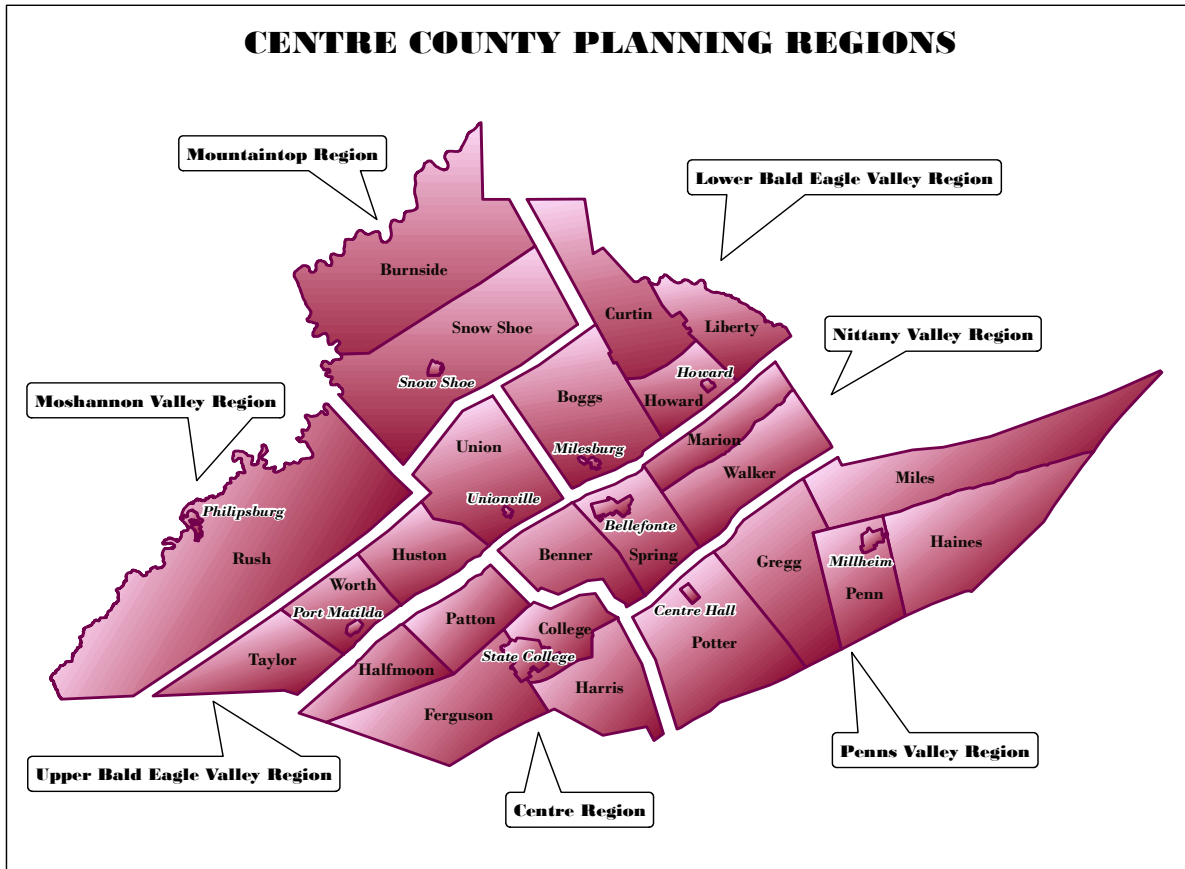 CENTRE COUNTY PLANNING REGIONS
Mountaintop Region
Lower Bald Eagle Valley Region
Burnside
Snow Shoe
Curtin
Liberty
Nittany Valley Region
Snow Shoe
Howard
Moshannon Valley Region
Boggs
Howard
Union
Milesburg
Marion
Walker
Miles
Philipsburg
Unionville
Bellefonte
Rush
Huston
Benner
Spring
Gregg
Millheim
Haines
Worth
Port Matilda
Patton
College
Centre Hall
Penn
Taylor
Halfmoon
State College
Potter
Harris
Ferguson
Upper Bald Eagle Valley Region
Centre Region
Penns Valley Region